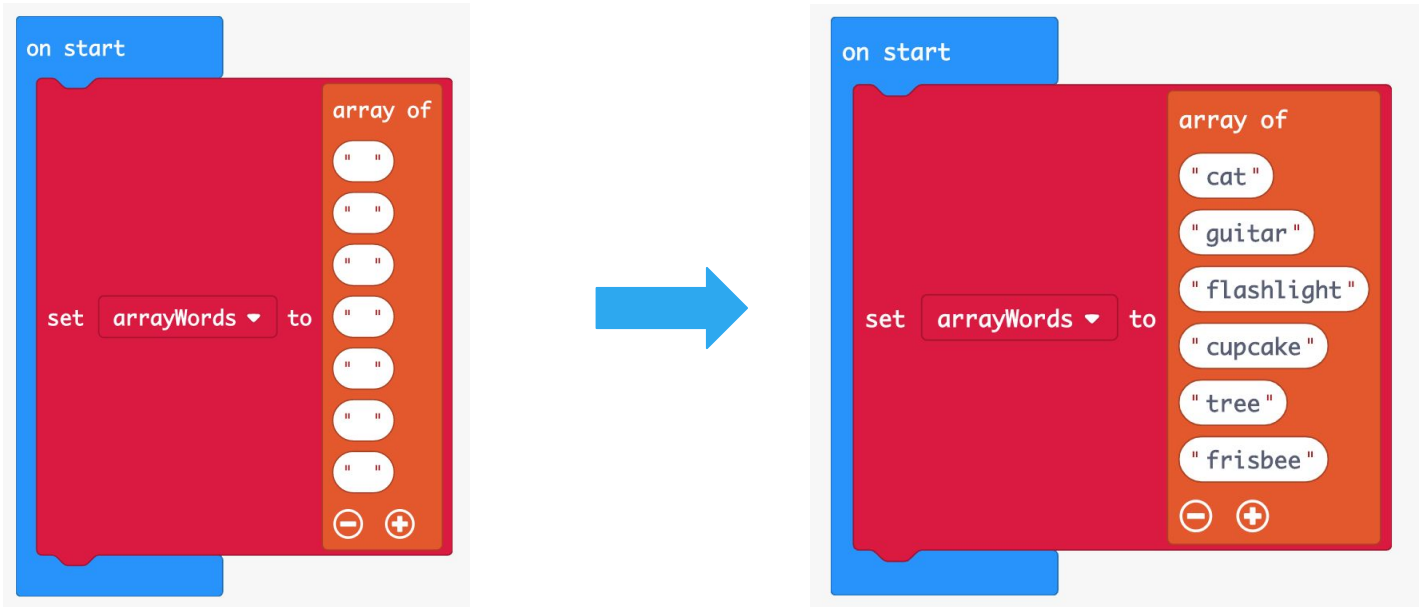 on start
array of
" "
" "
" "
" "
set arrayWords to
" "
" "
" "
on start
array of
"cat"
"guitar"
"flashlight"
set arrayWords to
"cupcake"
"tree"
"frisbee"